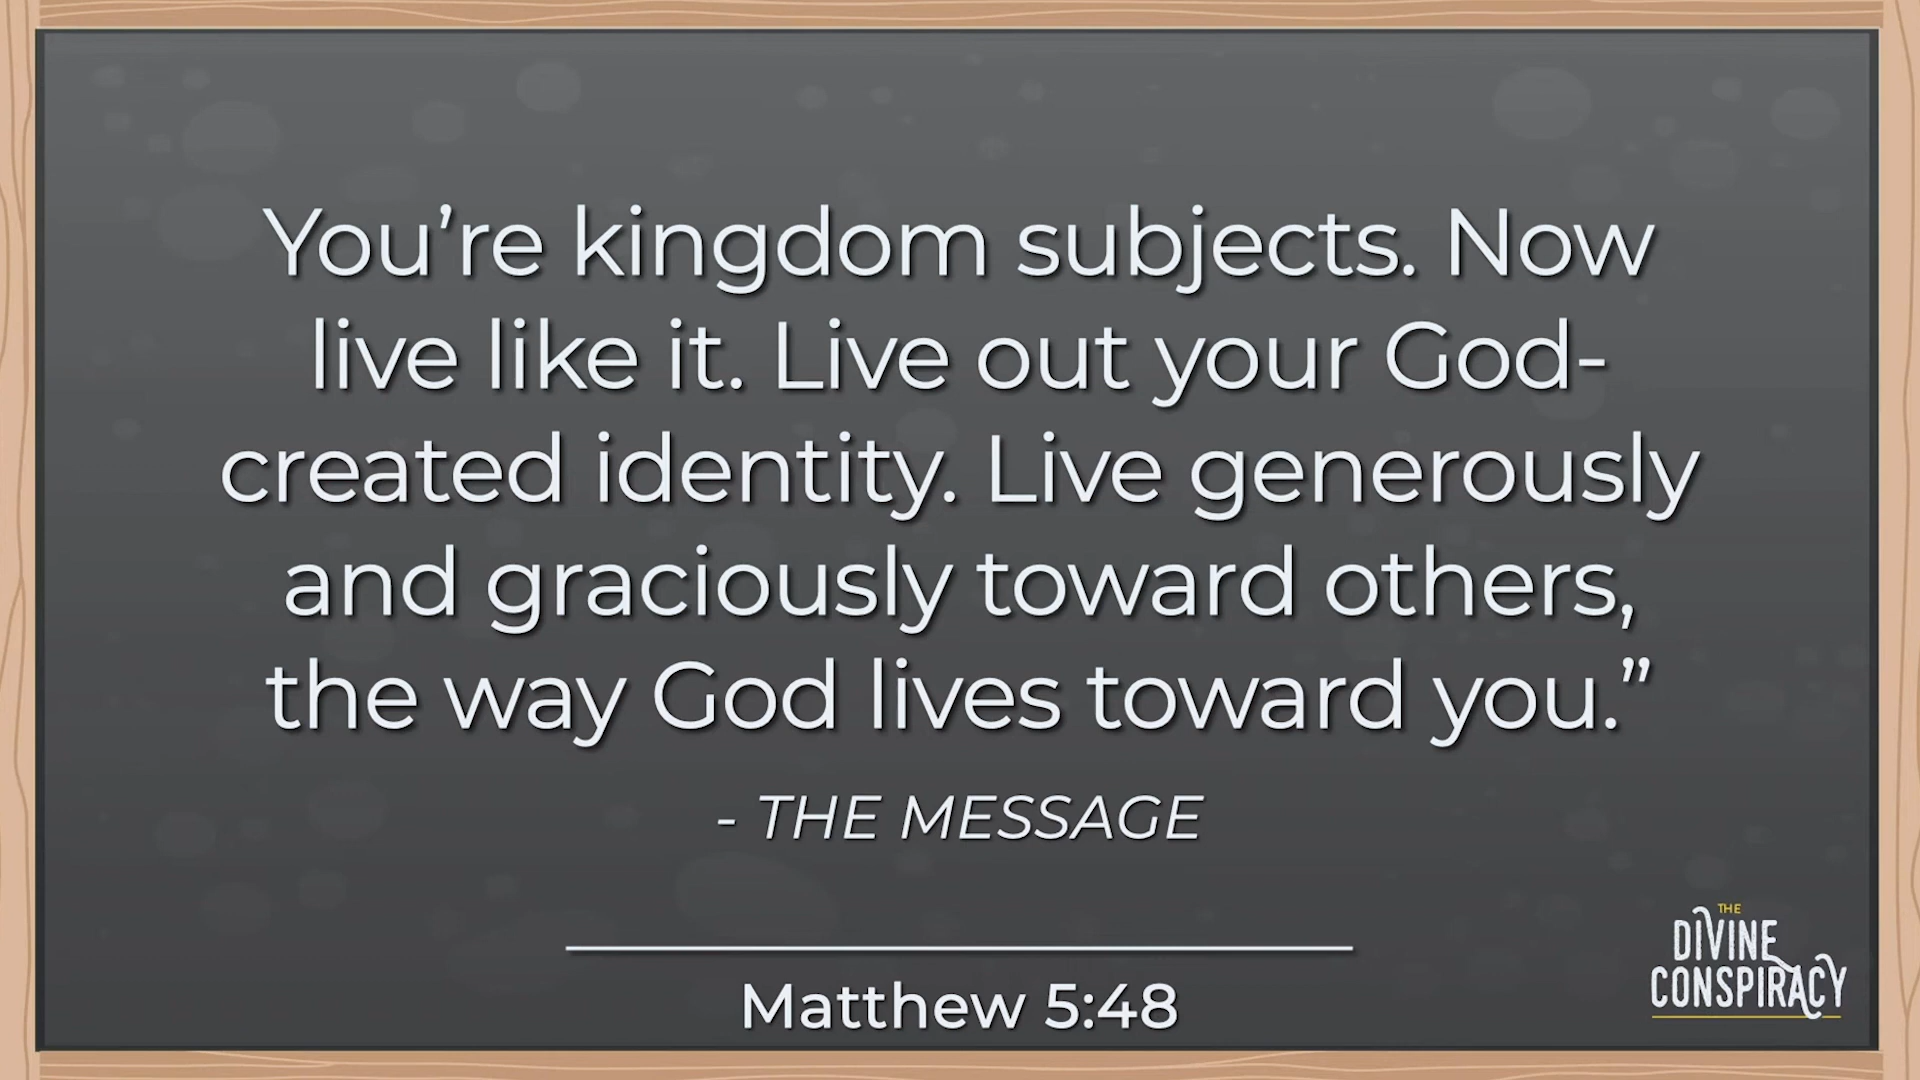 You’re kingdom subjects. Now
live like it. Live out your God-
created identity. Live generously
and graciously toward others,
the way God lives toward you.”
- THE MESSAGE
Matthew 5:48
THE
DIVINE
CONSPIRACY